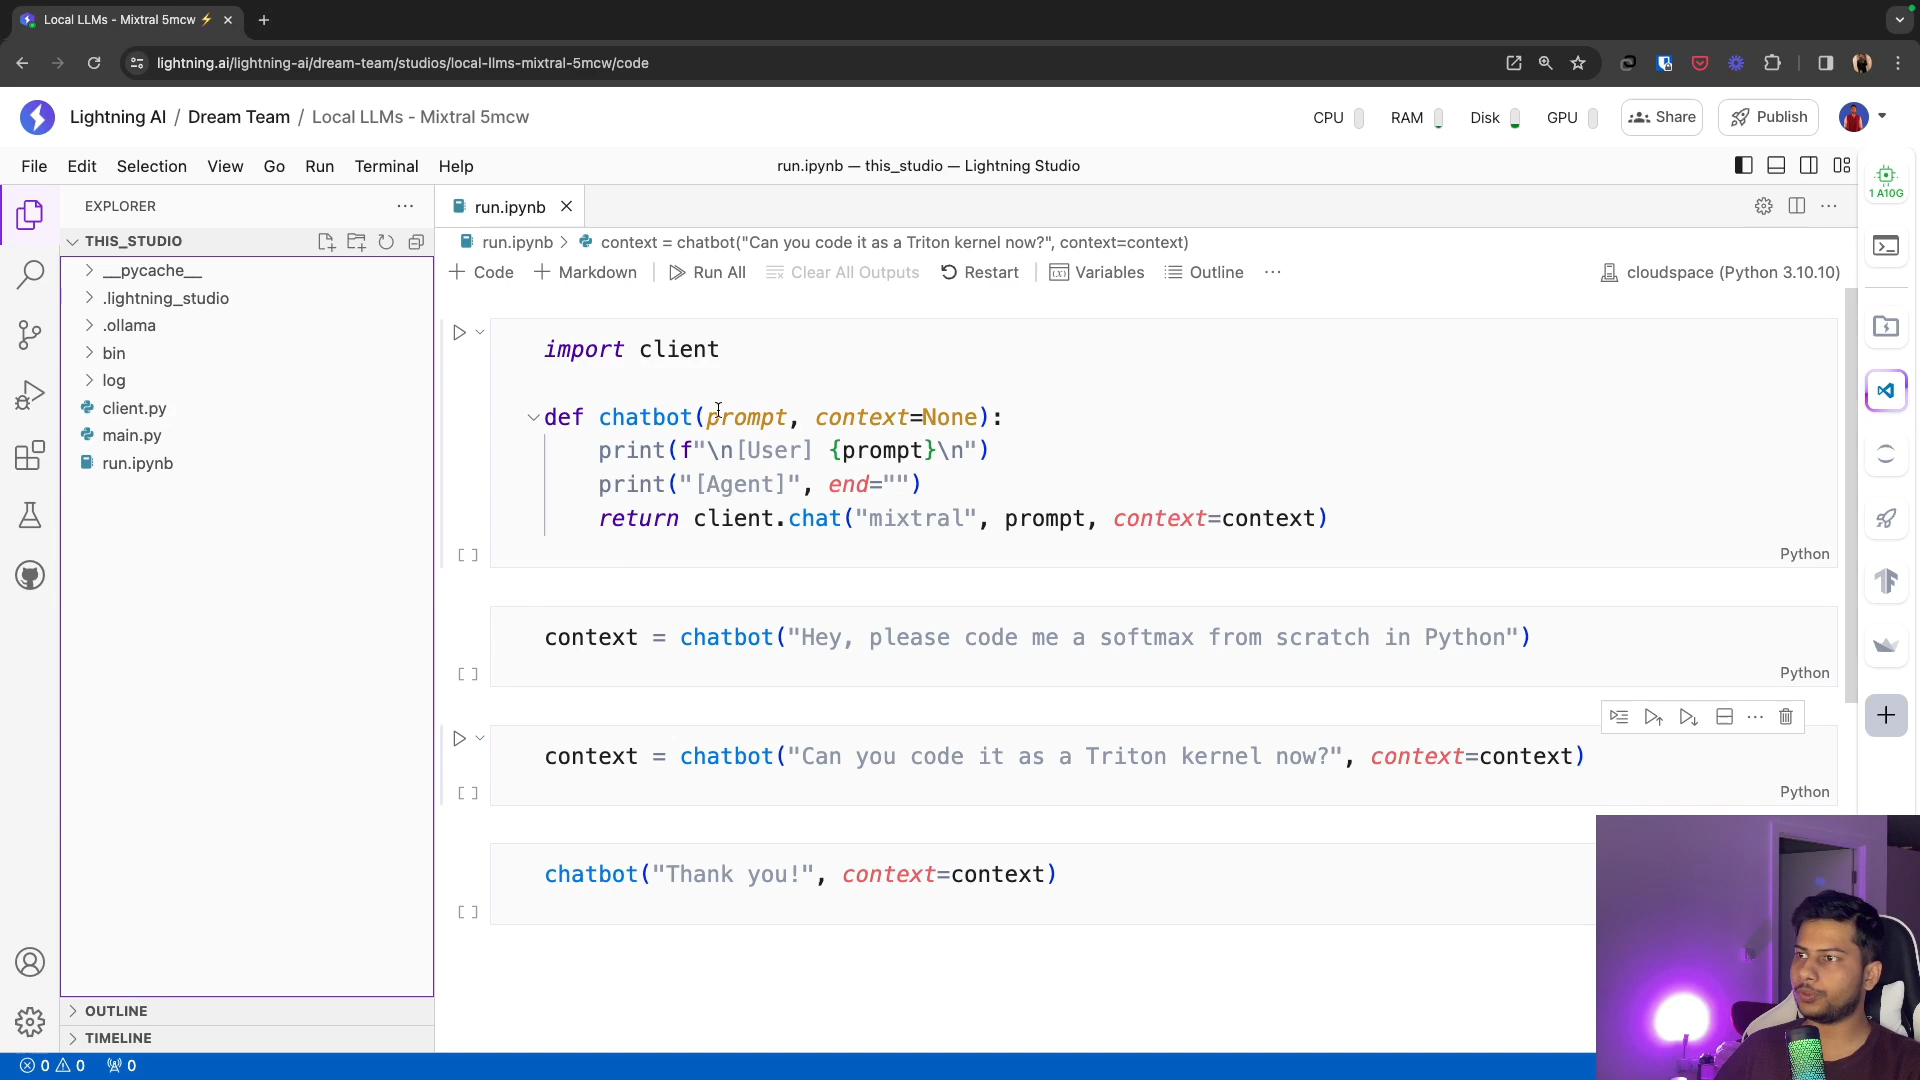 Local LLMs - Mixtral 5mcw ⚡
lightning.ai/lightning-ai/dream-team/studios/local-llms-mixtral-5mcw/code
Lightning AI / Dream Team / Local LLMs - Mixtral 5mcw
CPU RAM Disk GPU Share Publish
File Edit Selection View Go Run Terminal Help
run.ipynb — this_studio — Lightning Studio
1 A10G
EXPLORER
THIS_STUDIO
__pycache__
.lightning_studio
.ollama
bin
log
client.py
main.py
run.ipynb
OUTLINE
TIMELINE
0 0 0
run.ipynb
run.ipynb > context = chatbot("Can you code it as a Triton kernel now?", context=context)
+ Code + Markdown Run All Clear All Outputs Restart Variables Outline ...
cloudspace (Python 3.10.10)
import client
def chatbot(prompt, context=None):
print(f"\n[User] {prompt}\n")
print("[Agent]", end="")
return client.chat("mixtral", prompt, context=context)
[ ]
Python
context = chatbot("Hey, please code me a softmax from scratch in Python")
[ ]
Python
context = chatbot("Can you code it as a Triton kernel now?", context=context)
[ ]
Python
chatbot("Thank you!", context=context)
[ ]